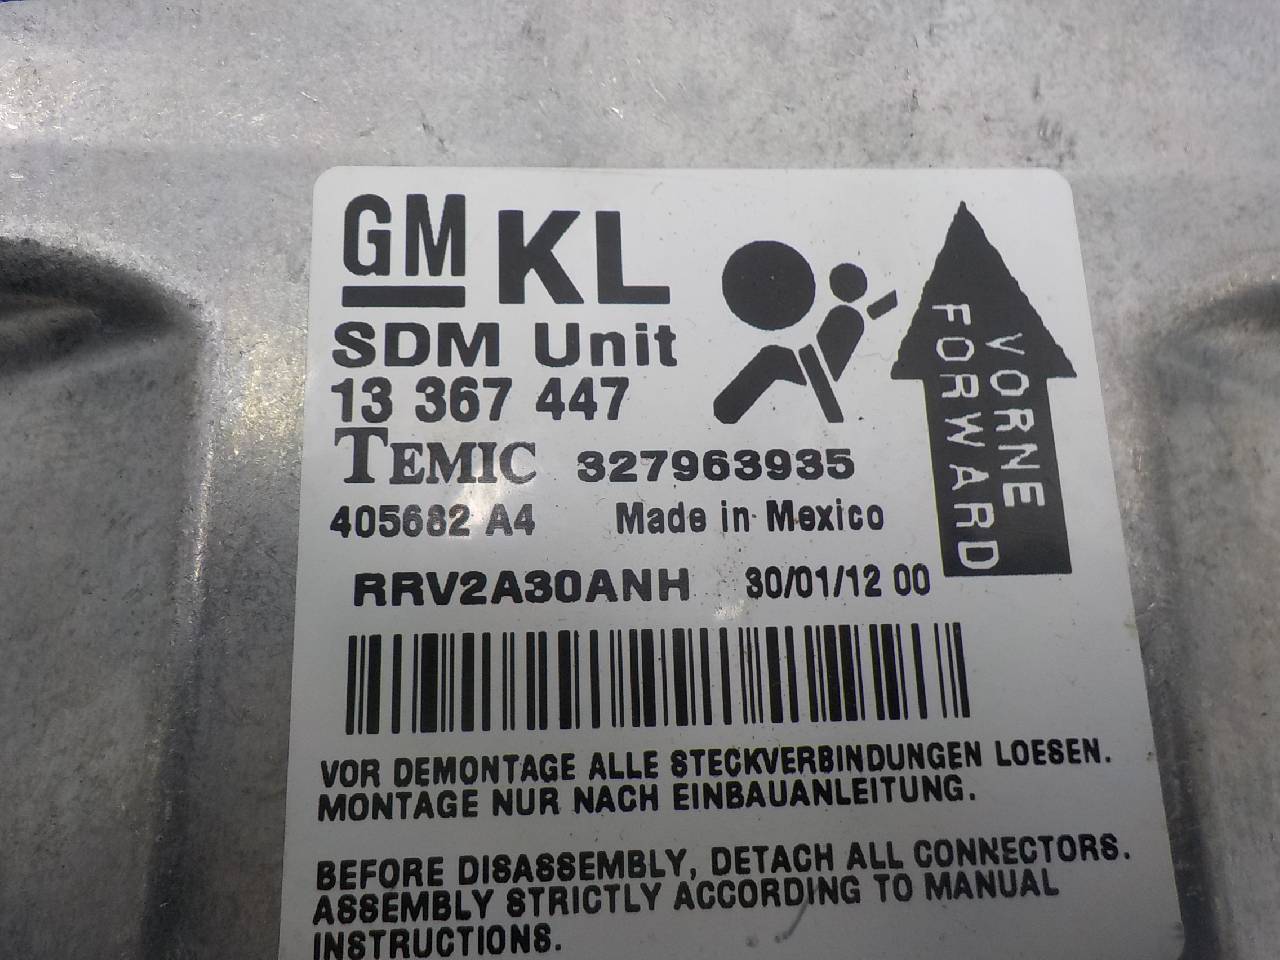 GM KL
SDM Unit
13 367 447
TEMIC 327963935
405682 A4 Made in Mexico
RRV2A30ANH 30/01/12 00
VORNE
FORWARD
VOR DEMONTAGE ALLE STECKVERBINDUNGEN LOESEN.
MONTAGE NUR NACH EINBAUANLEITUNG.
BEFORE DISASSEMBLY, DETACH ALL CONNECTORS.
ASSEMBLY STRICTLY ACCORDING TO MANUAL
INSTRUCTIONS.